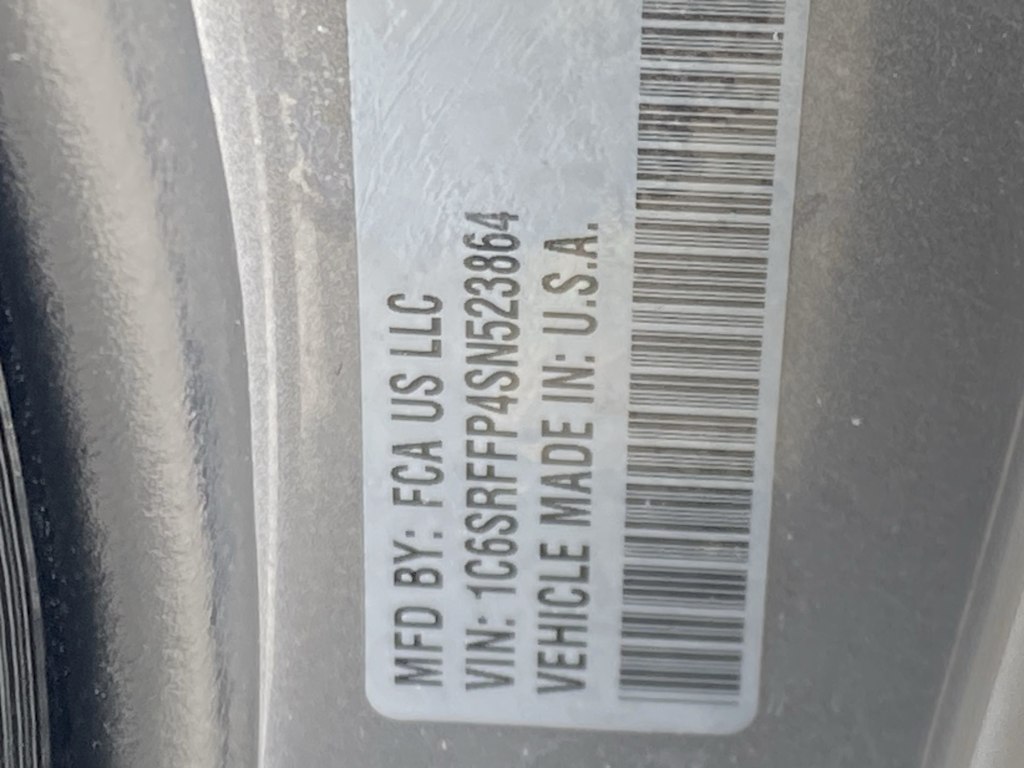 MFD BY: FCA US LLC
VIN: 1C6SRFFP4SN523864
VEHICLE MADE IN: U.S.A.